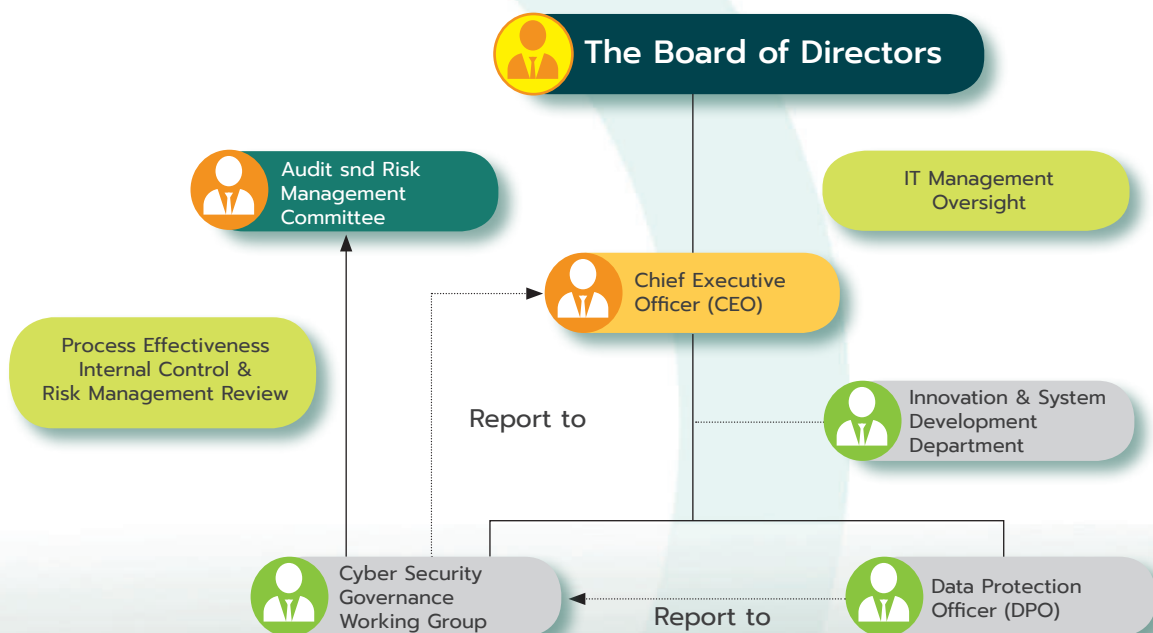 The Board of Directors
Audit snd Risk
Management
Committee
IT Management
Oversight
Chief Executive
Officer (CEO)
Process Effectiveness
Internal Control &
Risk Management Review
Innovation & System
Development
Department
Report to
Cyber Security
Governance
Working Group
Data Protection
Officer (DPO)
Report to